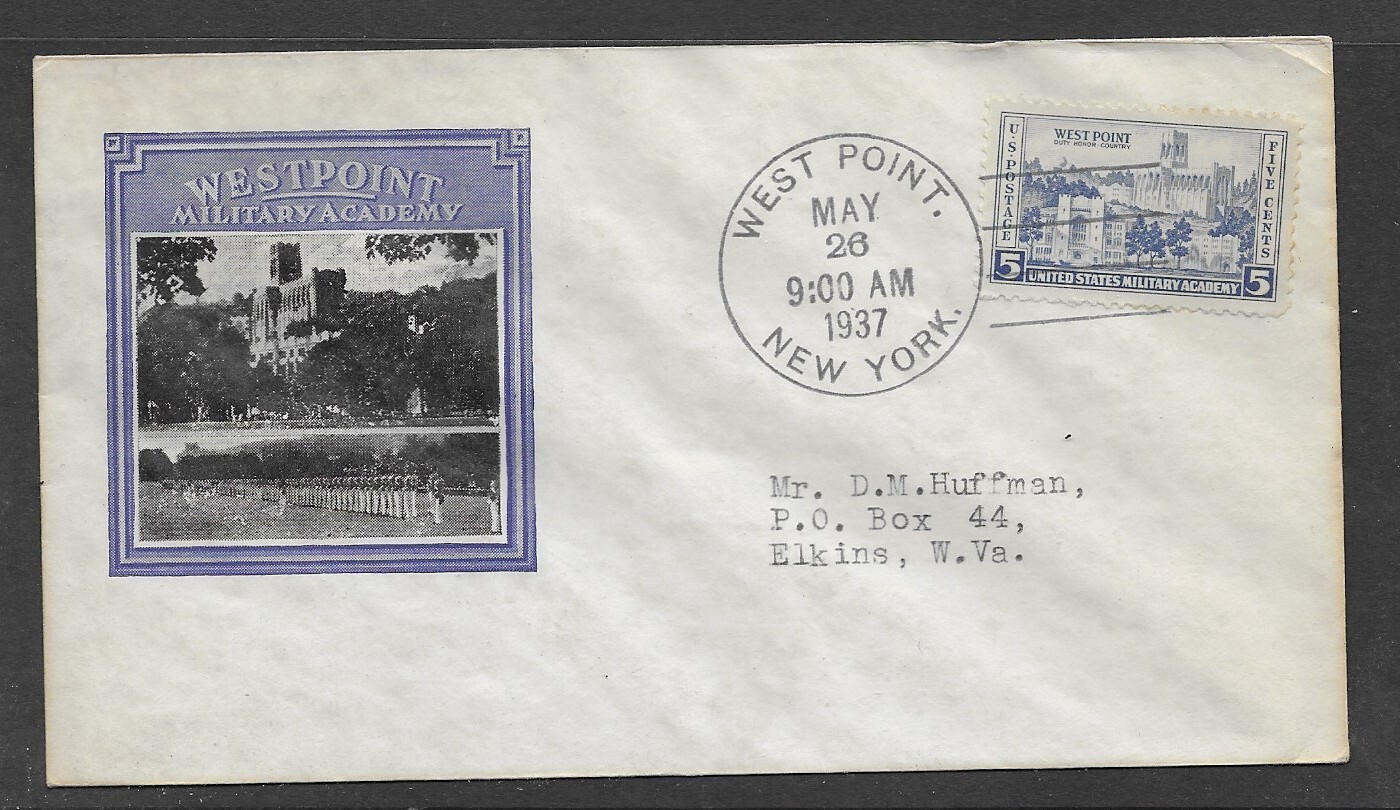 WESTPOINT
MILITARY ACADEMY
WEST POINT.
MAY
26
9:00 AM
1937
NEW YORK.
U·S·POSTAGE
WEST POINT
DUTY·HONOR·COUNTRY
FIVE CENTS
5 UNITED STATES MILITARY ACADEMY 5
Mr. D.M.Huffman,
P.O. Box 44,
Elkins, W.Va.